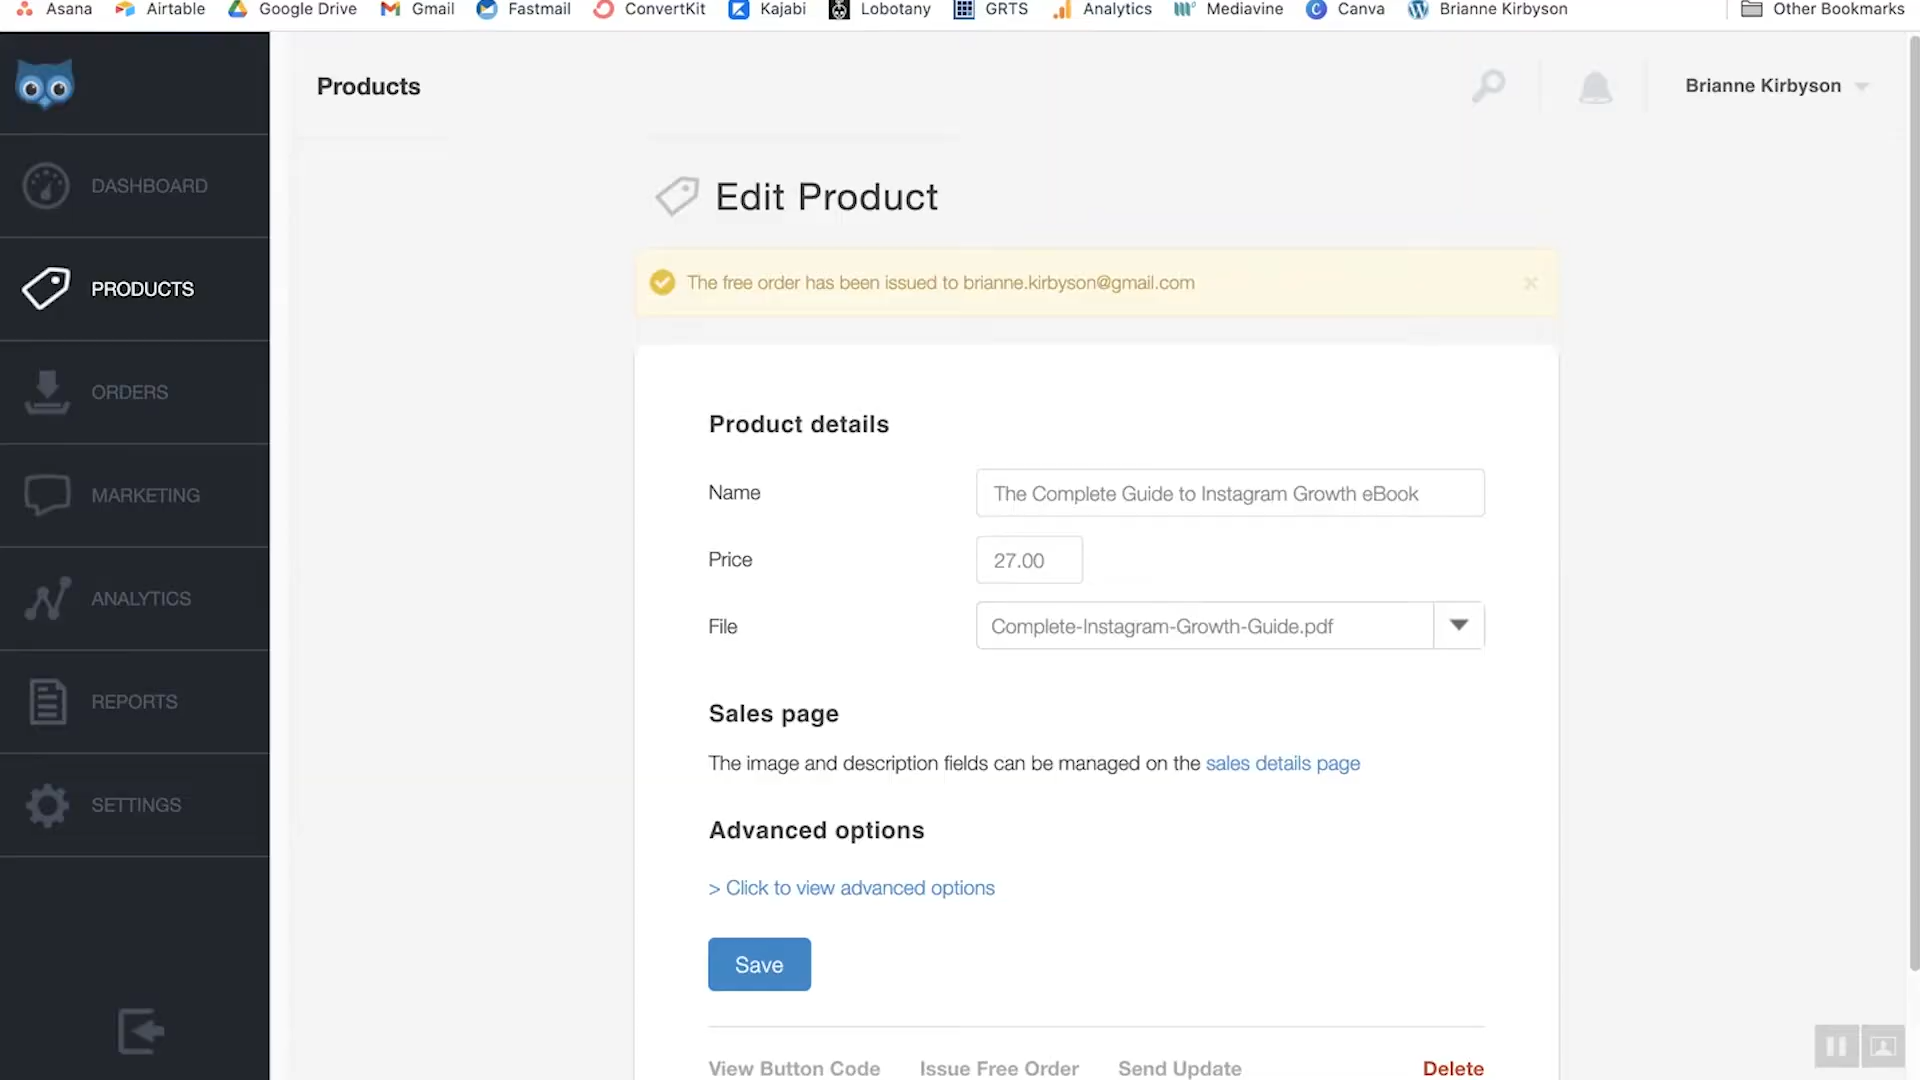 Asana Airtable Google Drive Gmail Fastmail ConvertKit Kajabi Lobotany GRTS Analytics Mediavine Canva Brianne Kirbyson Other Bookmarks
Products
Brianne Kirbyson
DASHBOARD
PRODUCTS
ORDERS
MARKETING
ANALYTICS
REPORTS
SETTINGS
Edit Product
The free order has been issued to brianne.kirbyson@gmail.com
Product details
Name The Complete Guide to Instagram Growth eBook
Price 27.00
File Complete-Instagram-Growth-Guide.pdf
Sales page
The image and description fields can be managed on the sales details page
Advanced options
> Click to view advanced options
Save
View Button Code Issue Free Order Send Update Delete